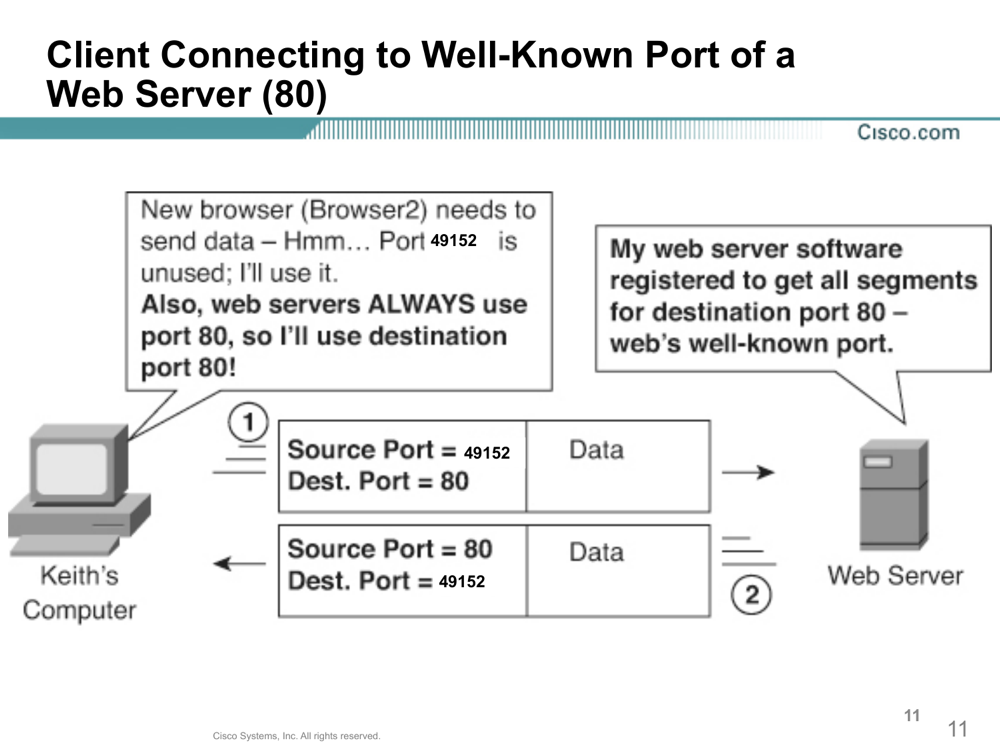 Client Connecting to Well-Known Port of a
Web Server (80)
Cisco.com
New browser (Browser2) needs to
send data – Hmm... Port 49152 is
unused; I'll use it.
Also, web servers ALWAYS use
port 80, so I'll use destination
port 80!
My web server software
registered to get all segments
for destination port 80 –
web's well-known port.
1
Source Port = 49152
Dest. Port = 80
Data
Source Port = 80
Dest. Port = 49152
Data
2
Keith's
Computer
Web Server
11
11
Cisco Systems, Inc. All rights reserved.